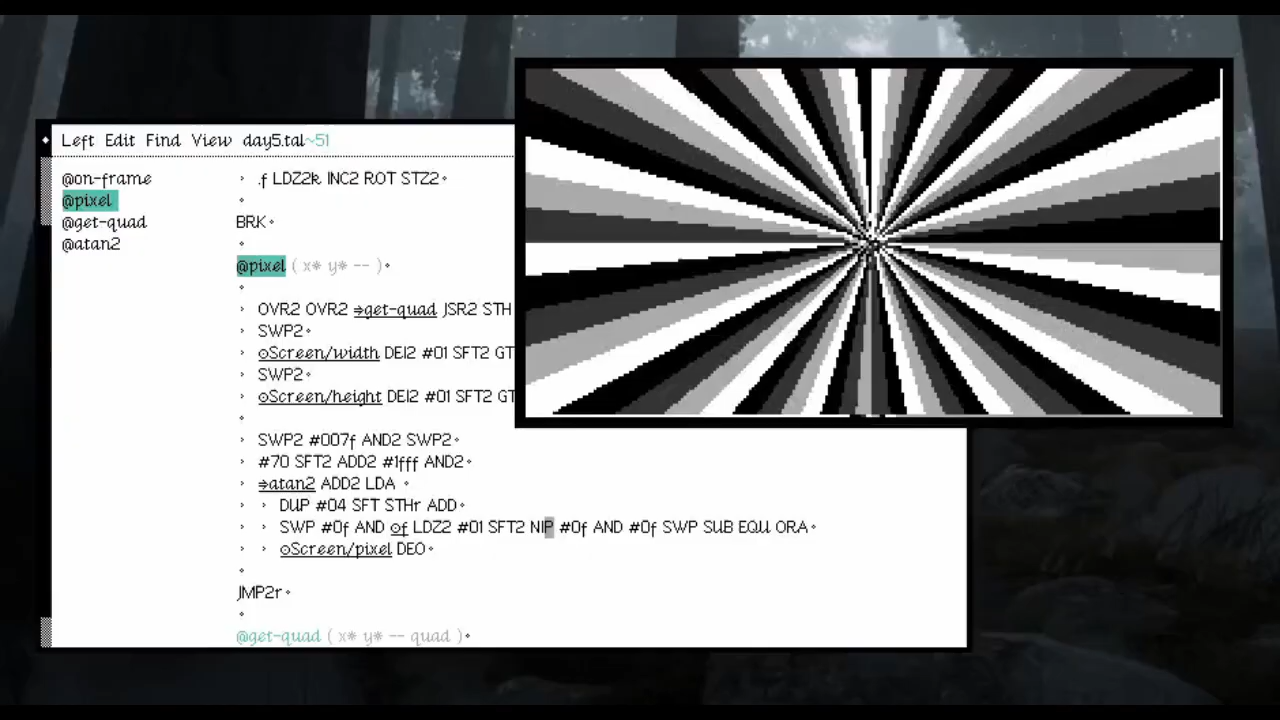 Left Edit Find View day5.tal~51
@on-frame
@pixel
@get-quad
@atan2
.f LDZ2k INC2 ROT STZ2
BRK
@pixel ( x* y* -- )
OVR2 OVR2 get-quad JSR2 STH
SWP2
Screen/width DEI2 #01 SFT2 GT
SWP2
Screen/height DEI2 #01 SFT2 GT
SWP2 #007f AND2 SWP2
#70 SFT2 ADD2 #1fff AND2
atan2 ADD2 LDA
DUP #04 SFT STHr ADD
SWP #0f AND f LDZ2 #01 SFT2 NIP #0f AND #0f SWP SUB EQU ORA
Screen/pixel DEO
JMP2r
@get-quad ( x* y* -- quad )